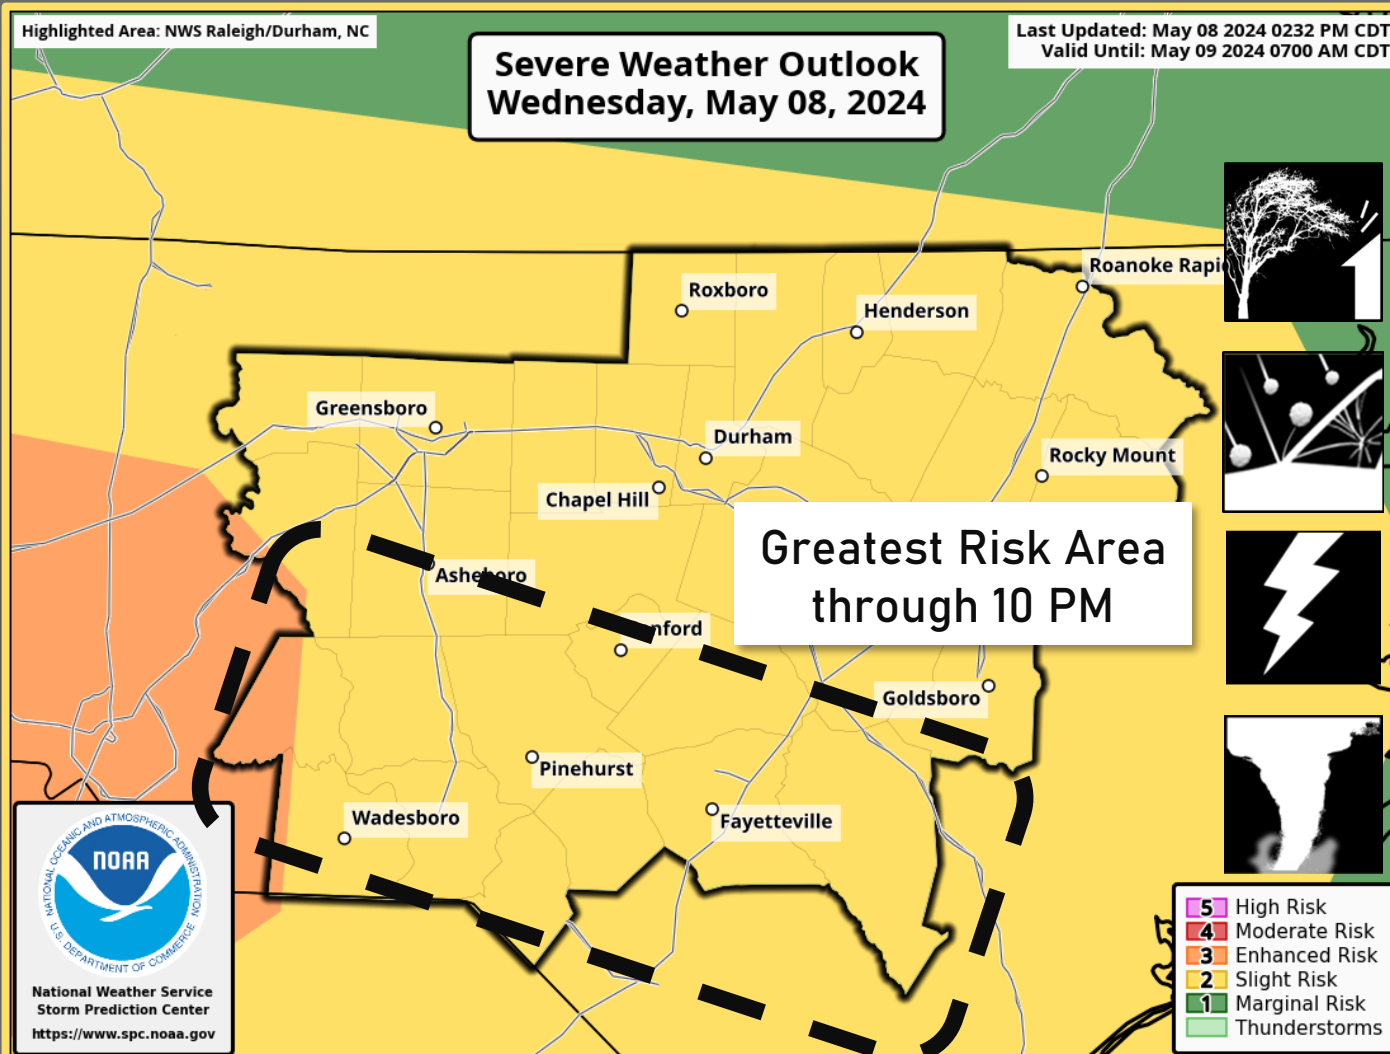 Highlighted Area: NWS Raleigh/Durham, NC
Last Updated: May 08 2024 0232 PM CDT
Valid Until: May 09 2024 0700 AM CDT
Severe Weather Outlook
Wednesday, May 08, 2024
Roanoke Rapi
Roxboro
Henderson
Greensboro
Durham
Rocky Mount
Chapel Hill
Greatest Risk Area
through 10 PM
Asheboro
nford
Goldsboro
Pinehurst
Wadesboro
Fayetteville
NATIONAL OCEANIC AND ATMOSPHERIC ADMINISTRATION
NOAA
U.S. DEPARTMENT OF COMMERCE
National Weather Service
Storm Prediction Center
https://www.spc.noaa.gov
5 High Risk
4 Moderate Risk
3 Enhanced Risk
2 Slight Risk
1 Marginal Risk
Thunderstorms